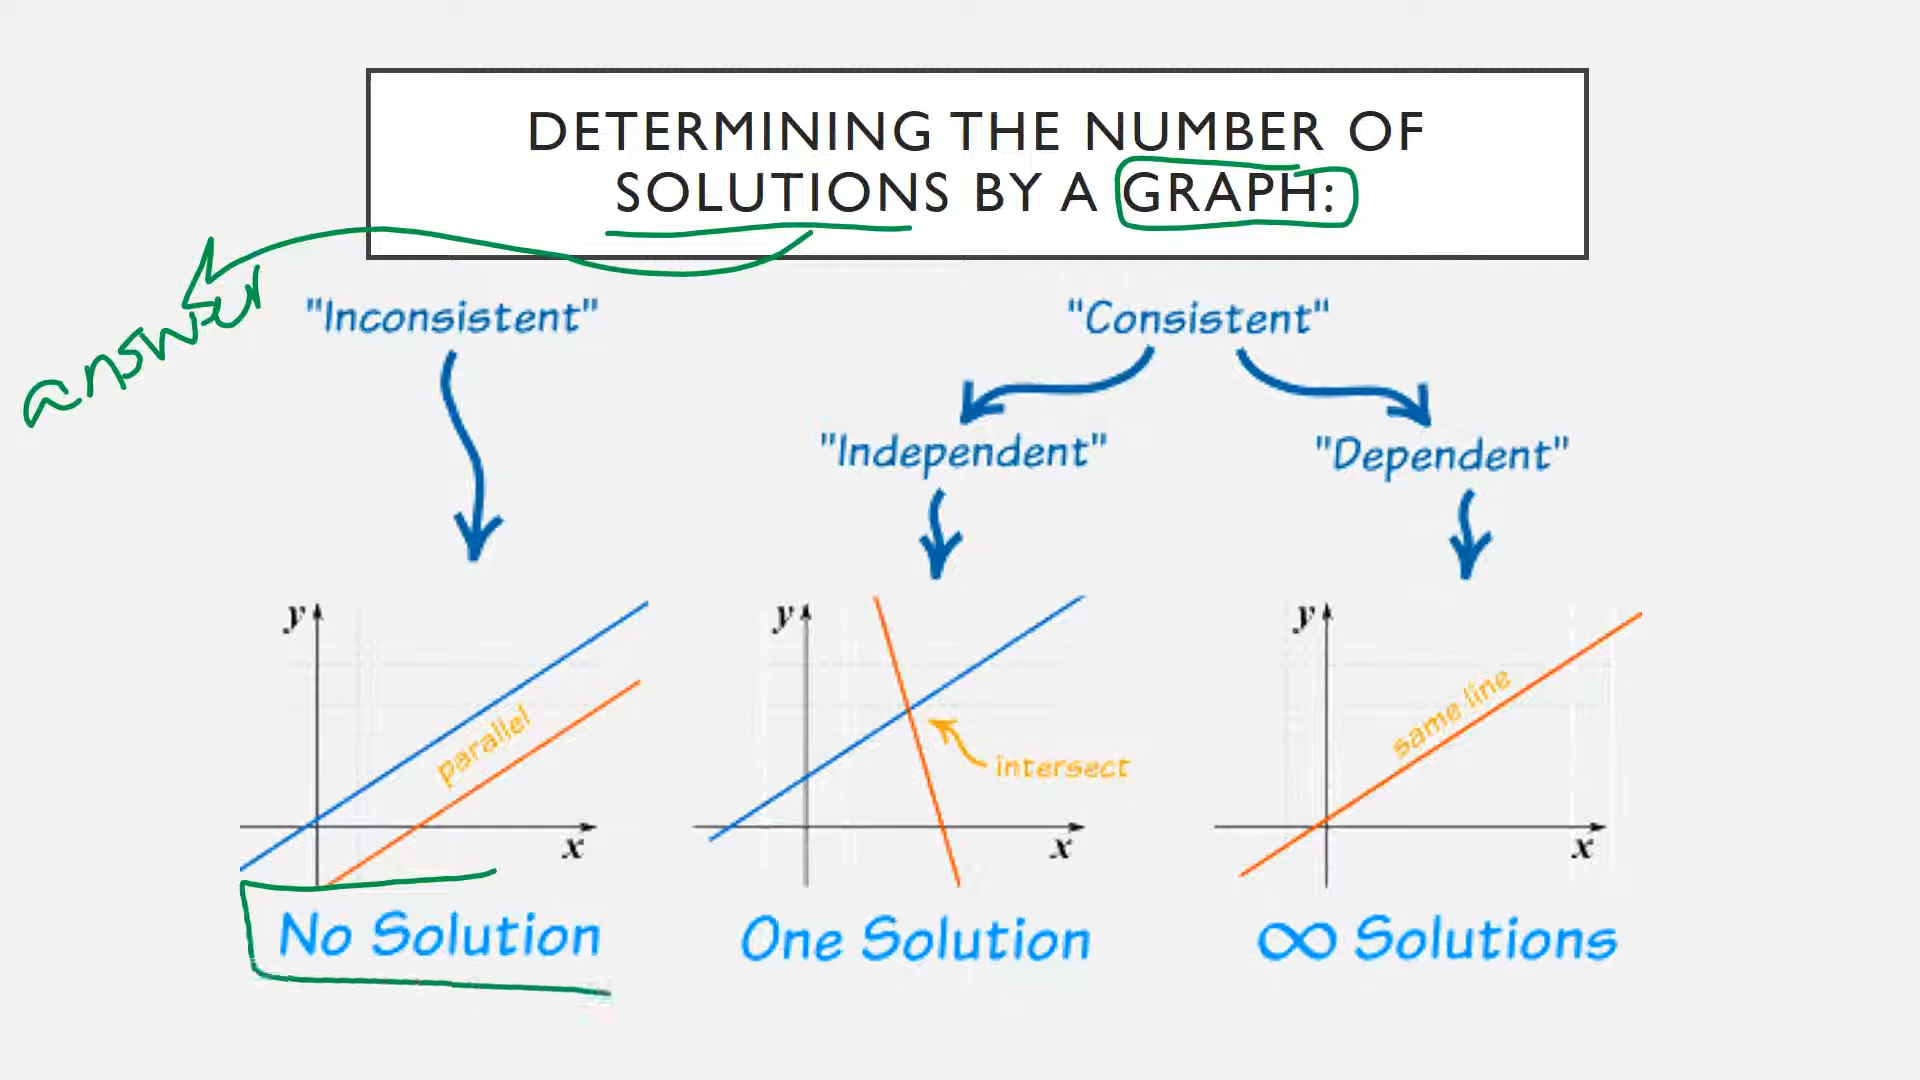 DETERMINING THE NUMBER OF
SOLUTIONS BY A GRAPH:
answer
"Inconsistent"
"Consistent"
"Independent"
"Dependent"
y
parallel
x
y
intersect
x
y
same line
x
No Solution
One Solution
∞ Solutions